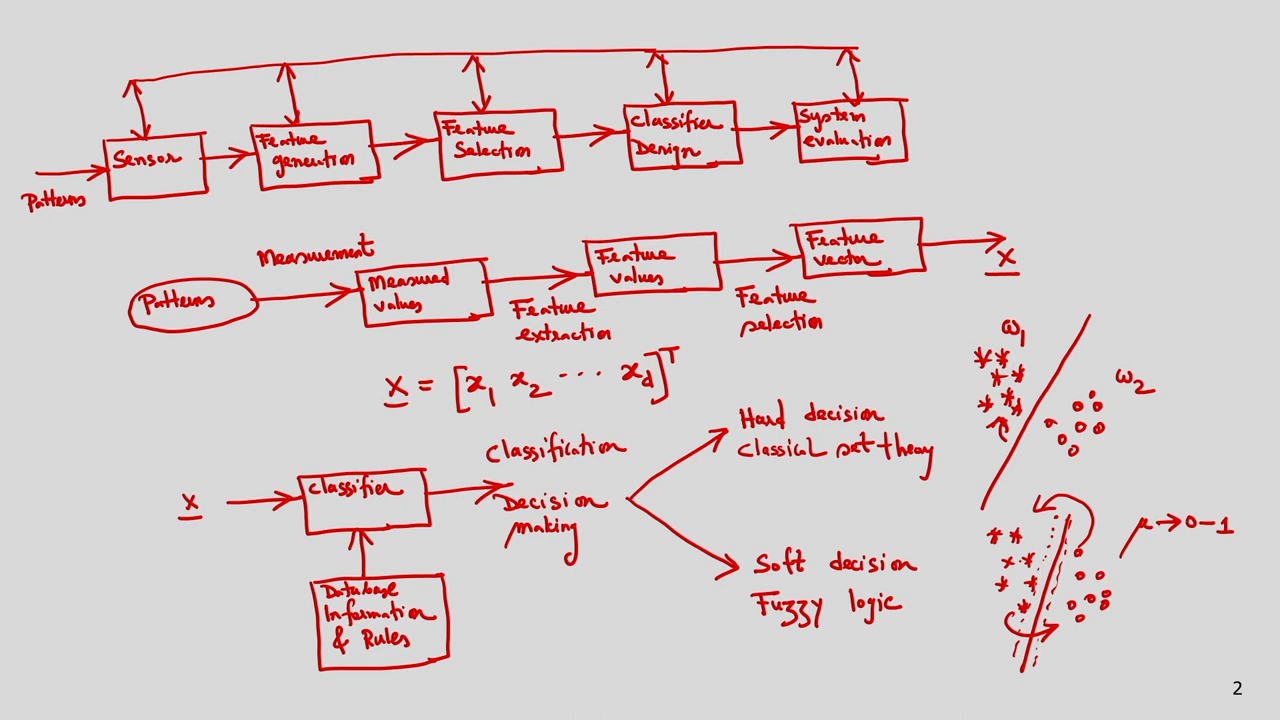 Patterns
Sensor
Feature
generation
Feature
Selection
Classifier
Design
System
evaluation
Patterns
Measurement
Measured
values
Feature
extraction
Feature
values
Feature
selection
Feature
vector
X
X = [x1 x2 ... xd]^T
X
Classifier
Database
Information
& Rules
Classification
Decision
making
Hard decision
Classical set theory
Soft decision
Fuzzy logic
ω1
ω2
μ → 0-1
2